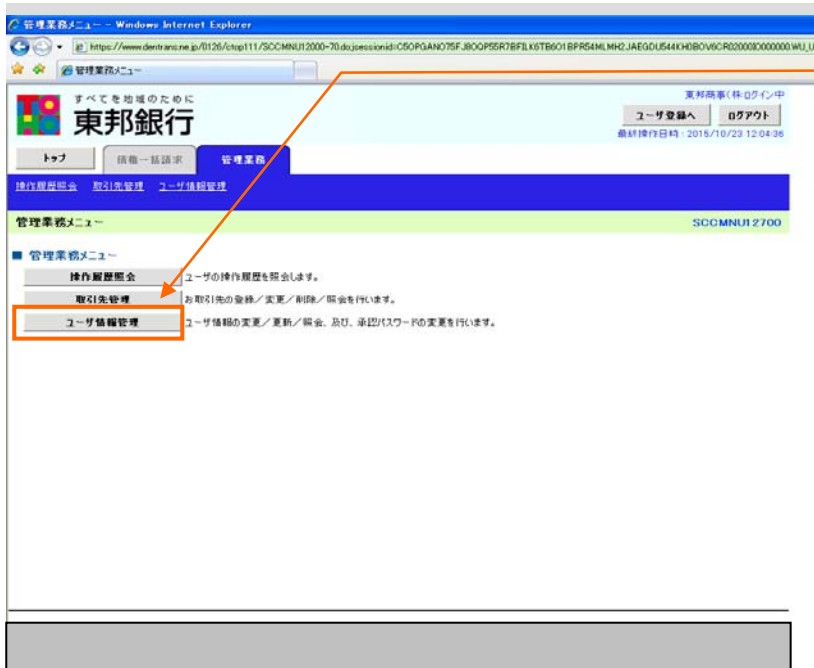 管理業務メニュー - Windows Internet Explorer
管理業務メニュー
すべてを地域のために
東邦銀行
東邦商事(株:ログイン中
ユーザ登録へ ログアウト
最終操作日時 : 2015/10/23 12:04:36
トップ 債権一括請求 管理業務
操作履歴照会 取引先管理 ユーザ情報管理
管理業務メニュー SCCMNU12700
■ 管理業務メニュー
操作履歴照会 ユーザの操作履歴を照会します。
取引先管理 お取引先の登録/変更/削除/照会を行います。
ユーザ情報管理 ユーザ情報の変更/更新/照会、及び、承認パスワードの変更を行います。